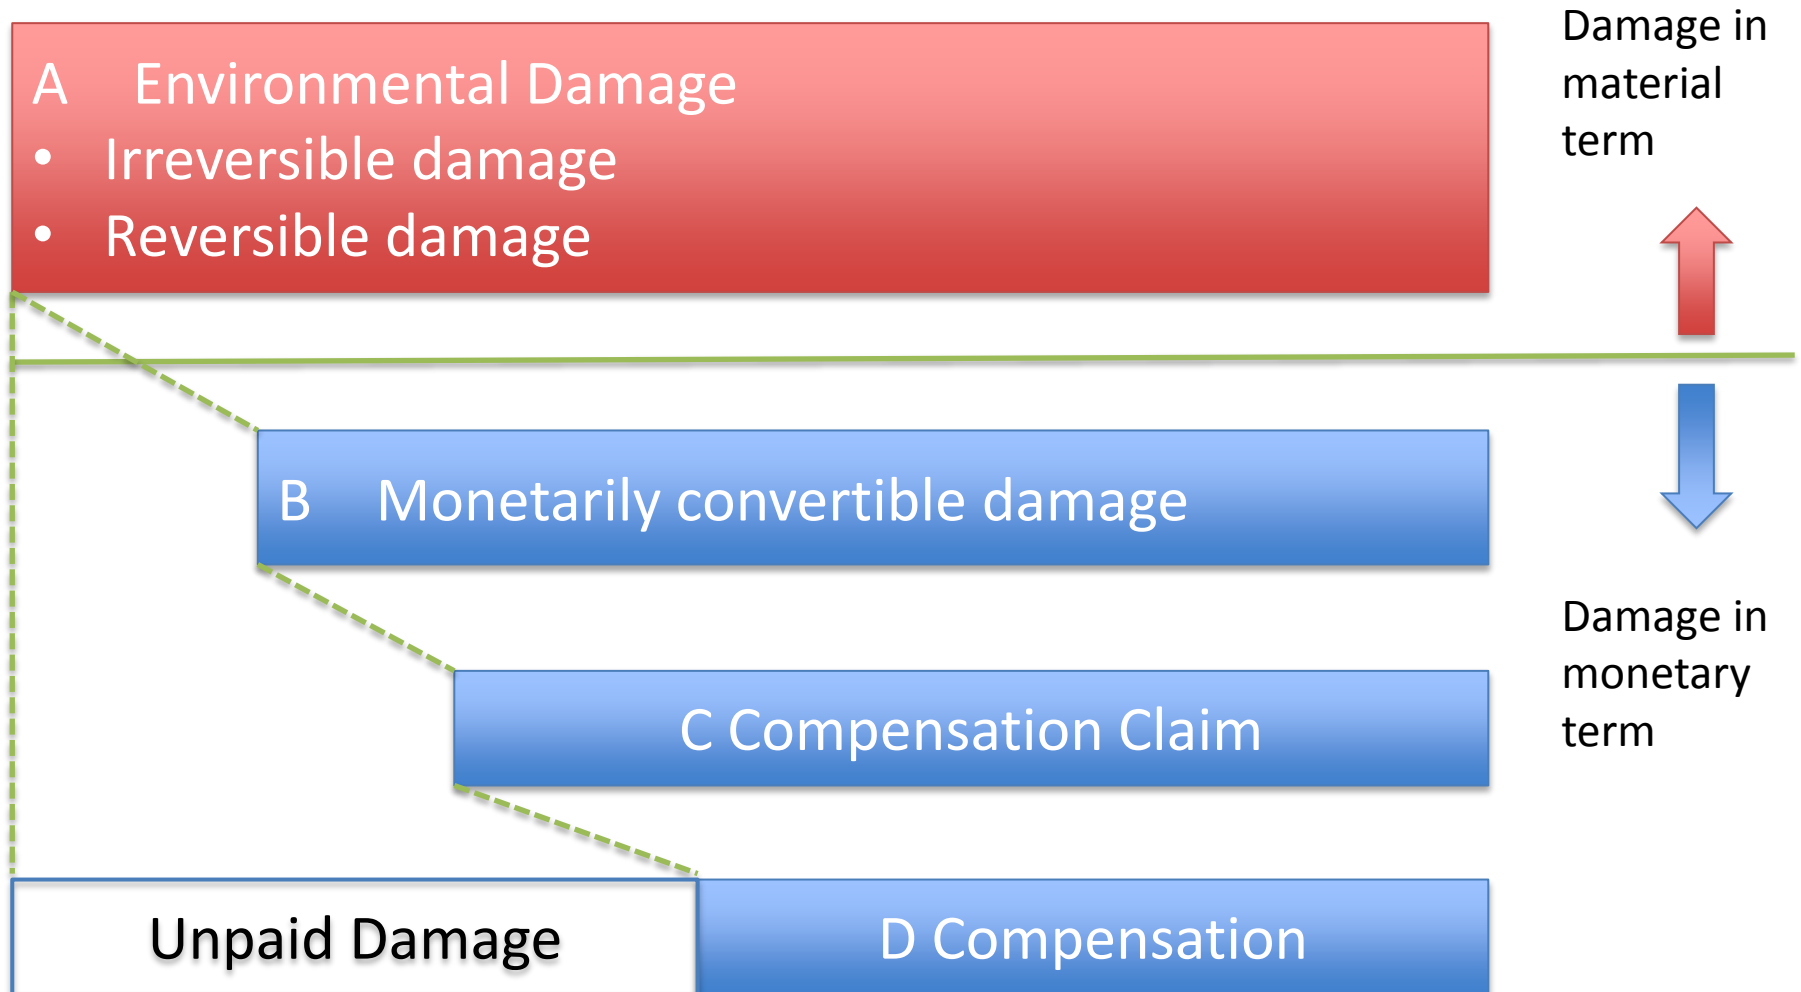 A Environmental Damage
• Irreversible damage
• Reversible damage
Damage in
material
term
B Monetarily convertible damage
C Compensation Claim
Damage in
monetary
term
Unpaid Damage
D Compensation